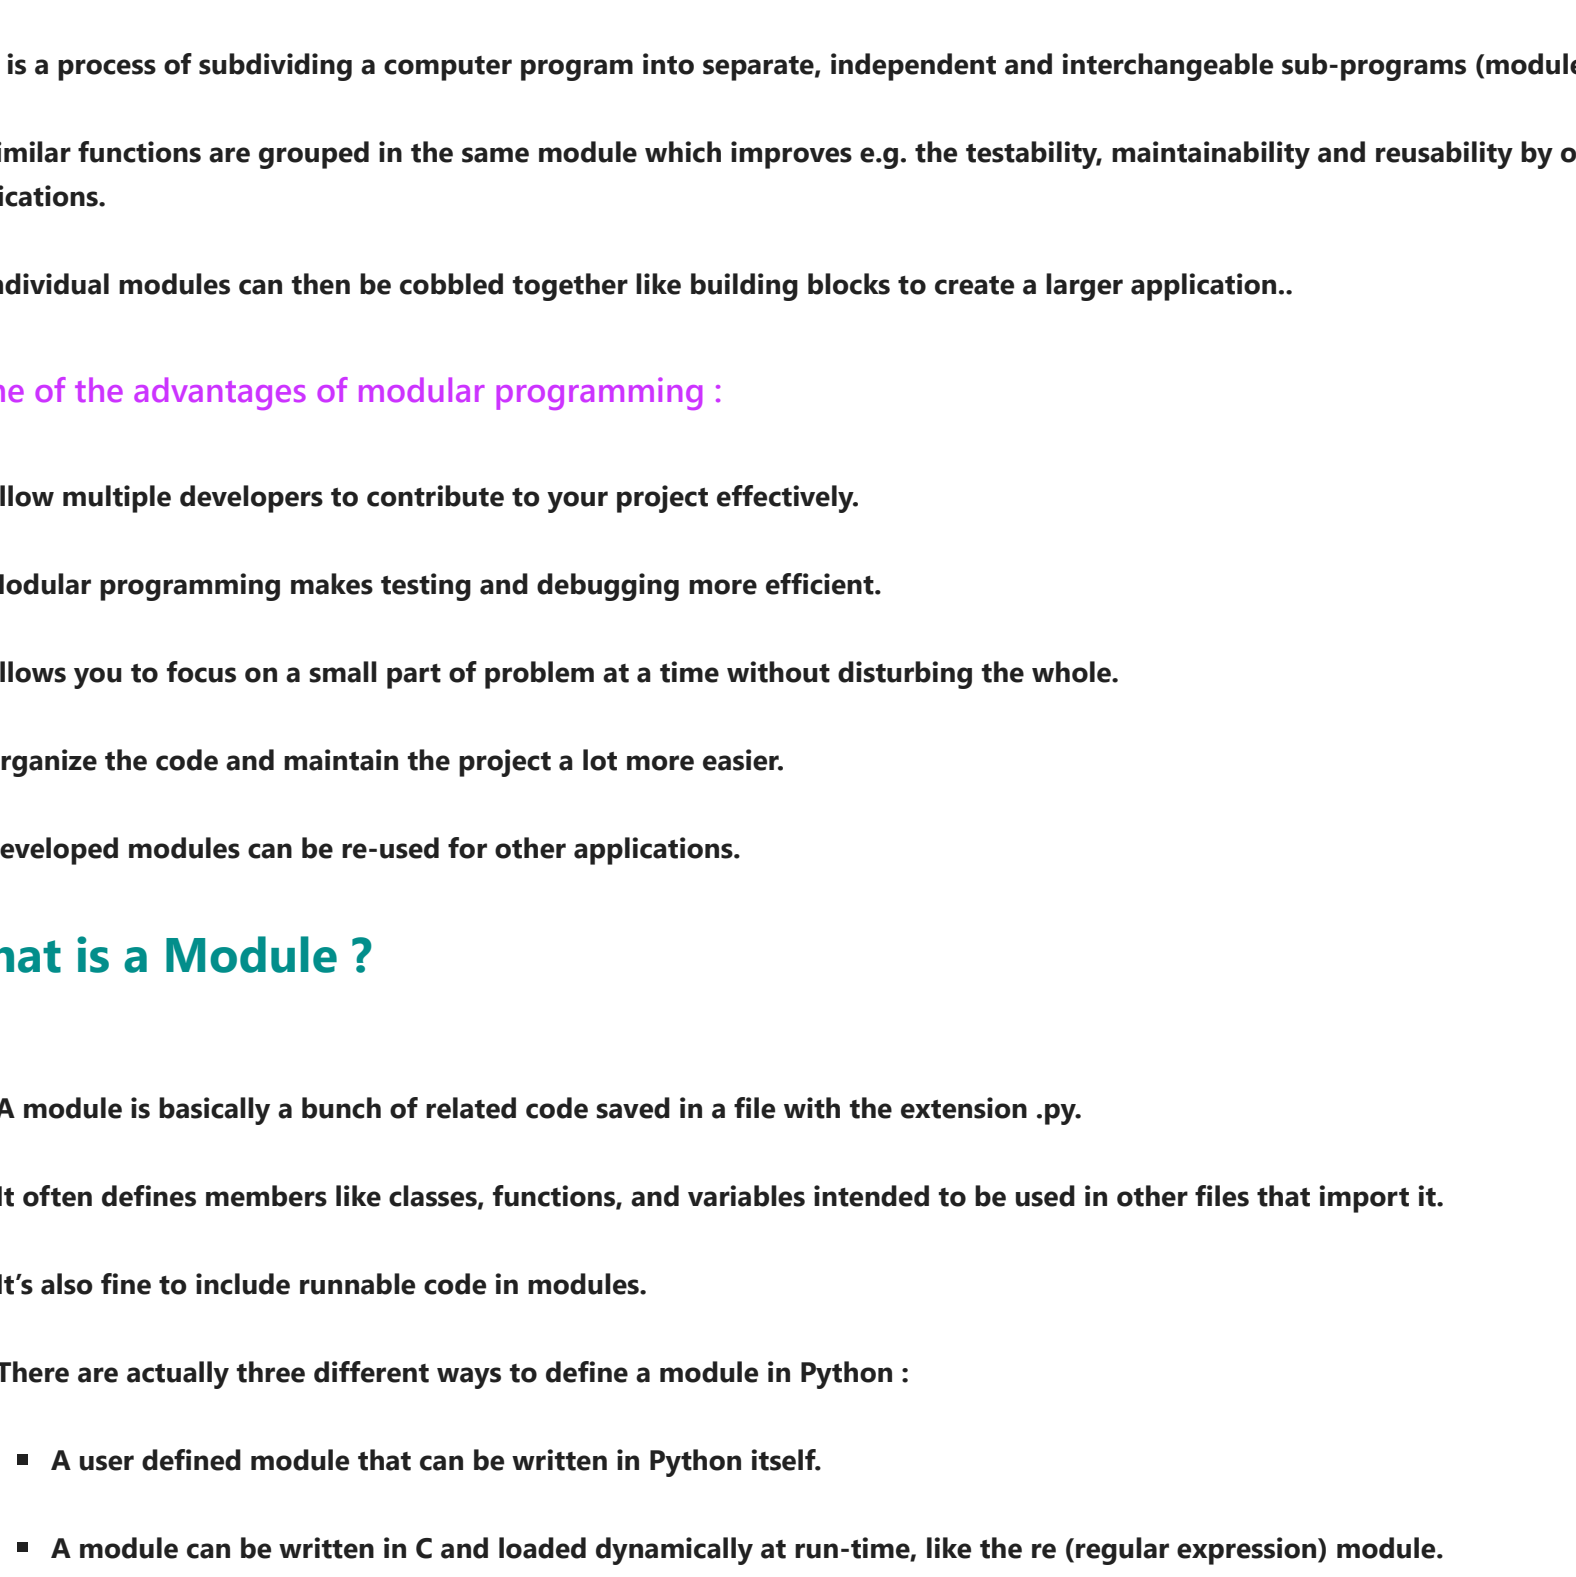 is a process of subdividing a computer program into separate, independent and interchangeable sub-programs (module
imilar functions are grouped in the same module which improves e.g. the testability, maintainability and reusability by o
ications.
ndividual modules can then be cobbled together like building blocks to create a larger application..
ne of the advantages of modular programming :
llow multiple developers to contribute to your project effectively.
lodular programming makes testing and debugging more efficient.
llows you to focus on a small part of problem at a time without disturbing the whole.
rganize the code and maintain the project a lot more easier.
eveloped modules can be re-used for other applications.
hat is a Module ?
A module is basically a bunch of related code saved in a file with the extension .py.
It often defines members like classes, functions, and variables intended to be used in other files that import it.
It’s also fine to include runnable code in modules.
There are actually three different ways to define a module in Python :
▪ A user defined module that can be written in Python itself.
▪ A module can be written in C and loaded dynamically at run-time, like the re (regular expression) module.